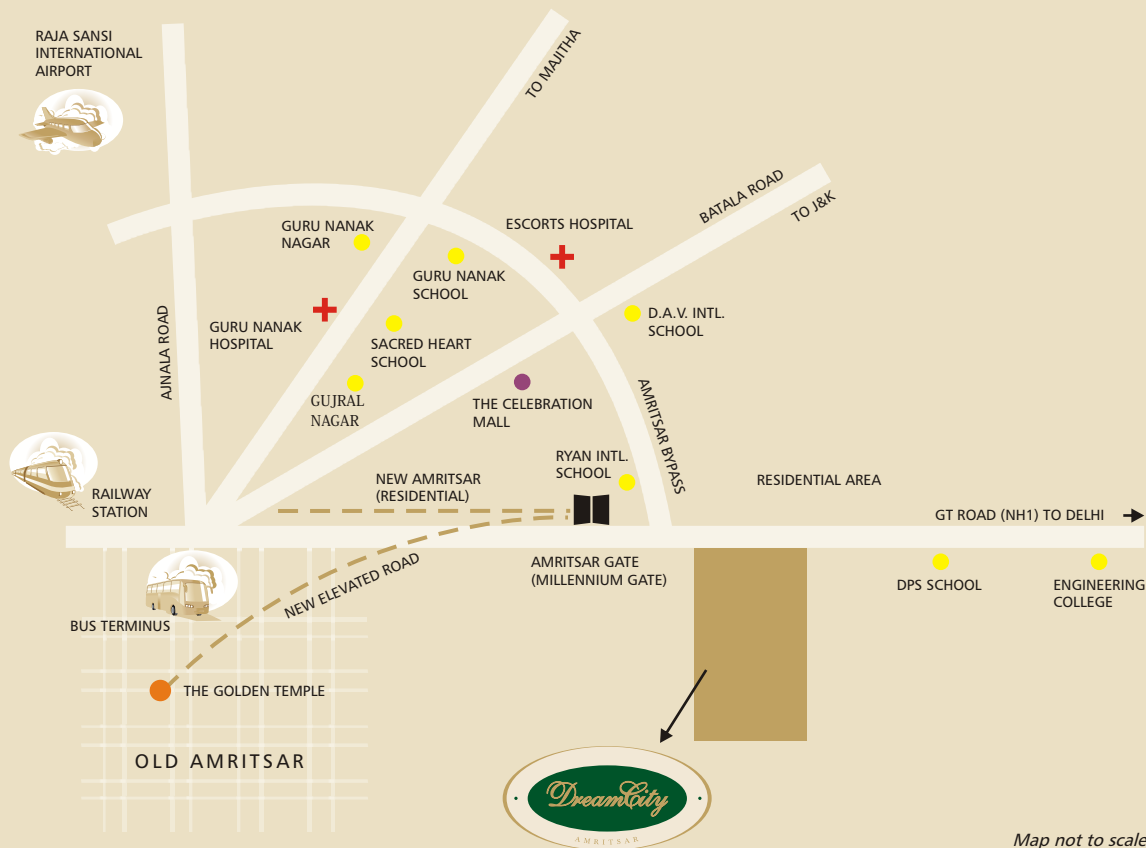 RAJA SANSI
INTERNATIONAL
AIRPORT
TO MAJITHA
BATALA ROAD
TO J&K
GURU NANAK
NAGAR
ESCORTS HOSPITAL
GURU NANAK
SCHOOL
AJNALA ROAD
GURU NANAK
HOSPITAL
SACRED HEART
SCHOOL
D.A.V. INTL.
SCHOOL
GUJRAL
NAGAR
THE CELEBRATION
MALL
AMRITSAR BYPASS
RYAN INTL.
SCHOOL
NEW AMRITSAR
(RESIDENTIAL)
RESIDENTIAL AREA
RAILWAY
STATION
GT ROAD (NH1) TO DELHI
NEW ELEVATED ROAD
AMRITSAR GATE
(MILLENNIUM GATE)
DPS SCHOOL
ENGINEERING
COLLEGE
BUS TERMINUS
THE GOLDEN TEMPLE
OLD AMRITSAR
DreamCity
AMRITSAR
Map not to scale